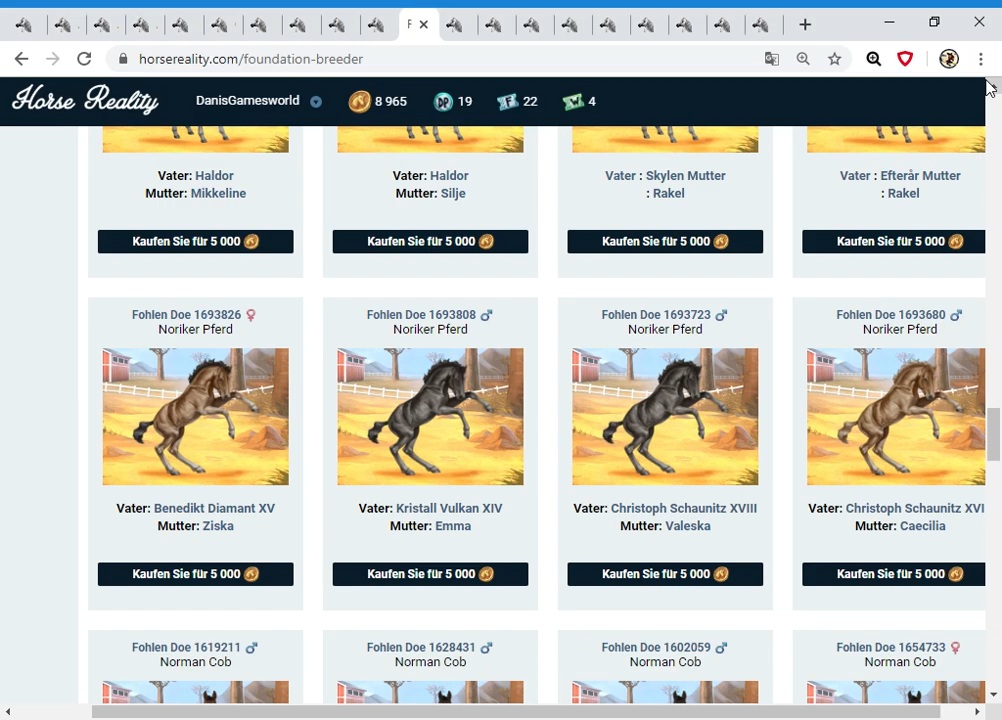 F
horsereality.com/foundation-breeder
Horse Reality
DanisGamesworld
8 965
DP 19
F 22
W 4
Vater: Haldor
Mutter: Mikkeline
Vater: Haldor
Mutter: Silje
Vater : Skylen Mutter
: Rakel
Vater : Efterår Mutter
: Rakel
Kaufen Sie für 5 000
Kaufen Sie für 5 000
Kaufen Sie für 5 000
Kaufen Sie für 5 000
Fohlen Doe 1693826 ♀
Noriker Pferd
Fohlen Doe 1693808 ♂
Noriker Pferd
Fohlen Doe 1693723 ♂
Noriker Pferd
Fohlen Doe 1693680 ♂
Noriker Pferd
Vater: Benedikt Diamant XV
Mutter: Ziska
Vater: Kristall Vulkan XIV
Mutter: Emma
Vater: Christoph Schaunitz XVIII
Mutter: Valeska
Vater: Christoph Schaunitz XVI
Mutter: Caecilia
Kaufen Sie für 5 000
Kaufen Sie für 5 000
Kaufen Sie für 5 000
Kaufen Sie für 5 000
Fohlen Doe 1619211 ♂
Norman Cob
Fohlen Doe 1628431 ♂
Norman Cob
Fohlen Doe 1602059 ♂
Norman Cob
Fohlen Doe 1654733 ♀
Norman Cob